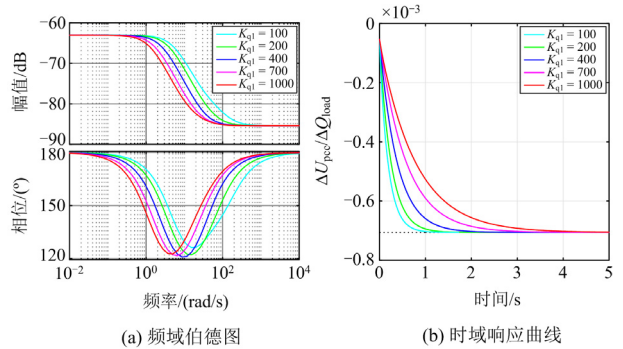 −60
−70
−80
−90
幅值/dB
K_q1 = 100
K_q1 = 200
K_q1 = 400
K_q1 = 700
K_q1 = 1000
180
150
120
相位/(º)
10⁻² 10⁰ 10² 10⁴
频率/(rad/s)
(a) 频域伯德图
×10⁻³
0
−0.2
−0.4
−0.6
−0.8
ΔU_pcc/ΔQ_load
K_q1 = 100
K_q1 = 200
K_q1 = 400
K_q1 = 700
K_q1 = 1000
0 1 2 3 4 5
时间/s
(b) 时域响应曲线